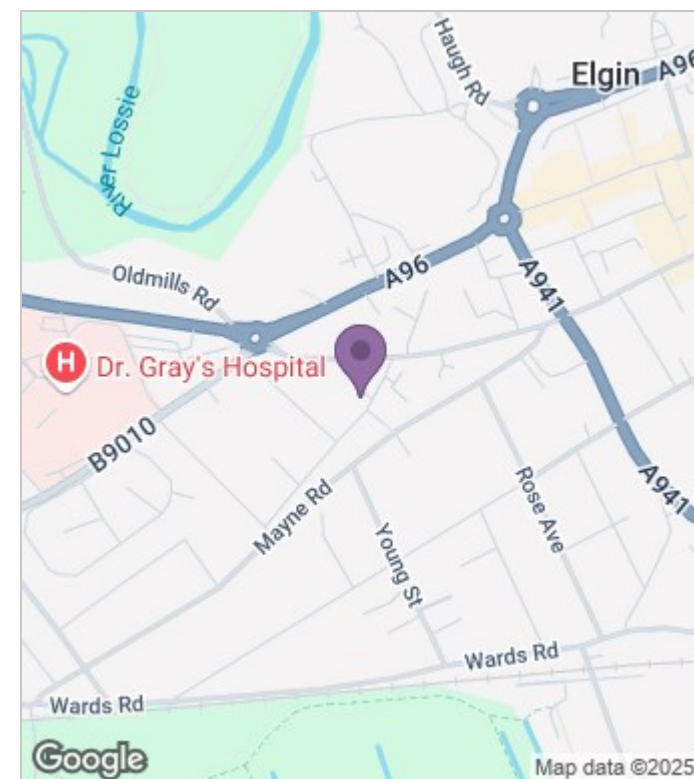 Haugh Rd
Elgin
A96
River Lossie
Oldmills Rd
A96
A941
H
Dr. Gray's Hospital
B9010
Mayne Rd
Rose Ave
A941
Young St
Wards Rd
Wards Rd
Google
Map data ©2025